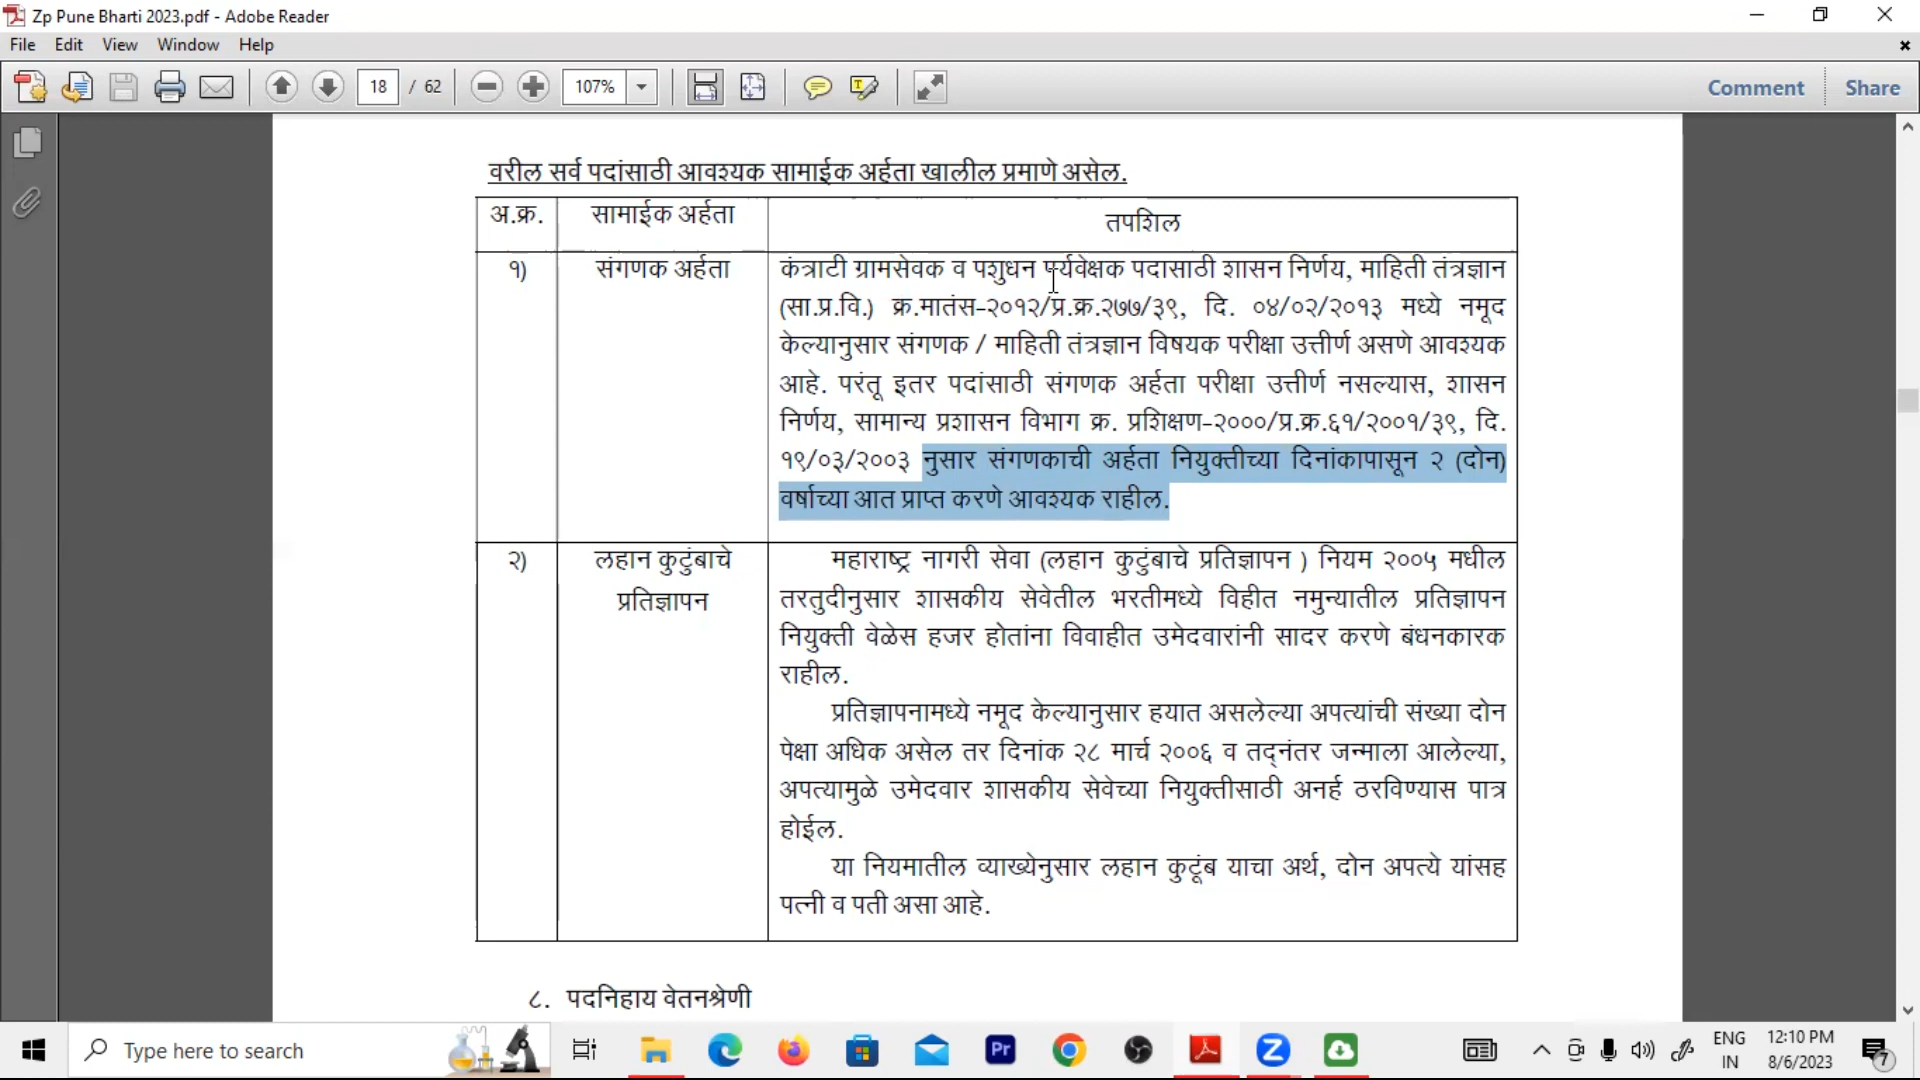 Zp Pune Bharti 2023.pdf - Adobe Reader
File Edit View Window Help
18 / 62 107% Comment Share
वरील सर्व पदांसाठी आवश्यक सामाईक अर्हता खालील प्रमाणे असेल.
अ.क्र. सामाईक अर्हता तपशिल
१) संगणक अर्हता कंत्राटी ग्रामसेवक व पशुधन पर्यवेक्षक पदासाठी शासन निर्णय, माहिती तंत्रज्ञान
(सा.प्र.वि.) क्र.मातंस-२०१२/प्र.क्र.२७७/३९, दि. ०४/०२/२०१३ मध्ये नमूद
केल्यानुसार संगणक / माहिती तंत्रज्ञान विषयक परीक्षा उत्तीर्ण असणे आवश्यक
आहे. परंतू इतर पदांसाठी संगणक अर्हता परीक्षा उत्तीर्ण नसल्यास, शासन
निर्णय, सामान्य प्रशासन विभाग क्र. प्रशिक्षण-२०००/प्र.क्र.६१/२००१/३९, दि.
१९/०३/२००३ नुसार संगणकाची अर्हता नियुक्तीच्या दिनांकापासून २ (दोन)
वर्षाच्या आत प्राप्त करणे आवश्यक राहील.
२) लहान कुटुंबाचे महाराष्ट्र नागरी सेवा (लहान कुटुंबाचे प्रतिज्ञापन ) नियम २००५ मधील
प्रतिज्ञापन तरतुदीनुसार शासकीय सेवेतील भरतीमध्ये विहीत नमुन्यातील प्रतिज्ञापन
नियुक्ती वेळेस हजर होतांना विवाहीत उमेदवारांनी सादर करणे बंधनकारक
राहील.
प्रतिज्ञापनामध्ये नमूद केल्यानुसार हयात असलेल्या अपत्यांची संख्या दोन
पेक्षा अधिक असेल तर दिनांक २८ मार्च २००६ व तद्नंतर जन्माला आलेल्या,
अपत्यामुळे उमेदवार शासकीय सेवेच्या नियुक्तीसाठी अनर्ह ठरविण्यास पात्र
होईल.
या नियमातील व्याख्येनुसार लहान कुटूंब याचा अर्थ, दोन अपत्ये यांसह
पत्नी व पती असा आहे.
८. पदनिहाय वेतनश्रेणी
Type here to search Pr ENG 12:10 PM
IN 8/6/2023 7